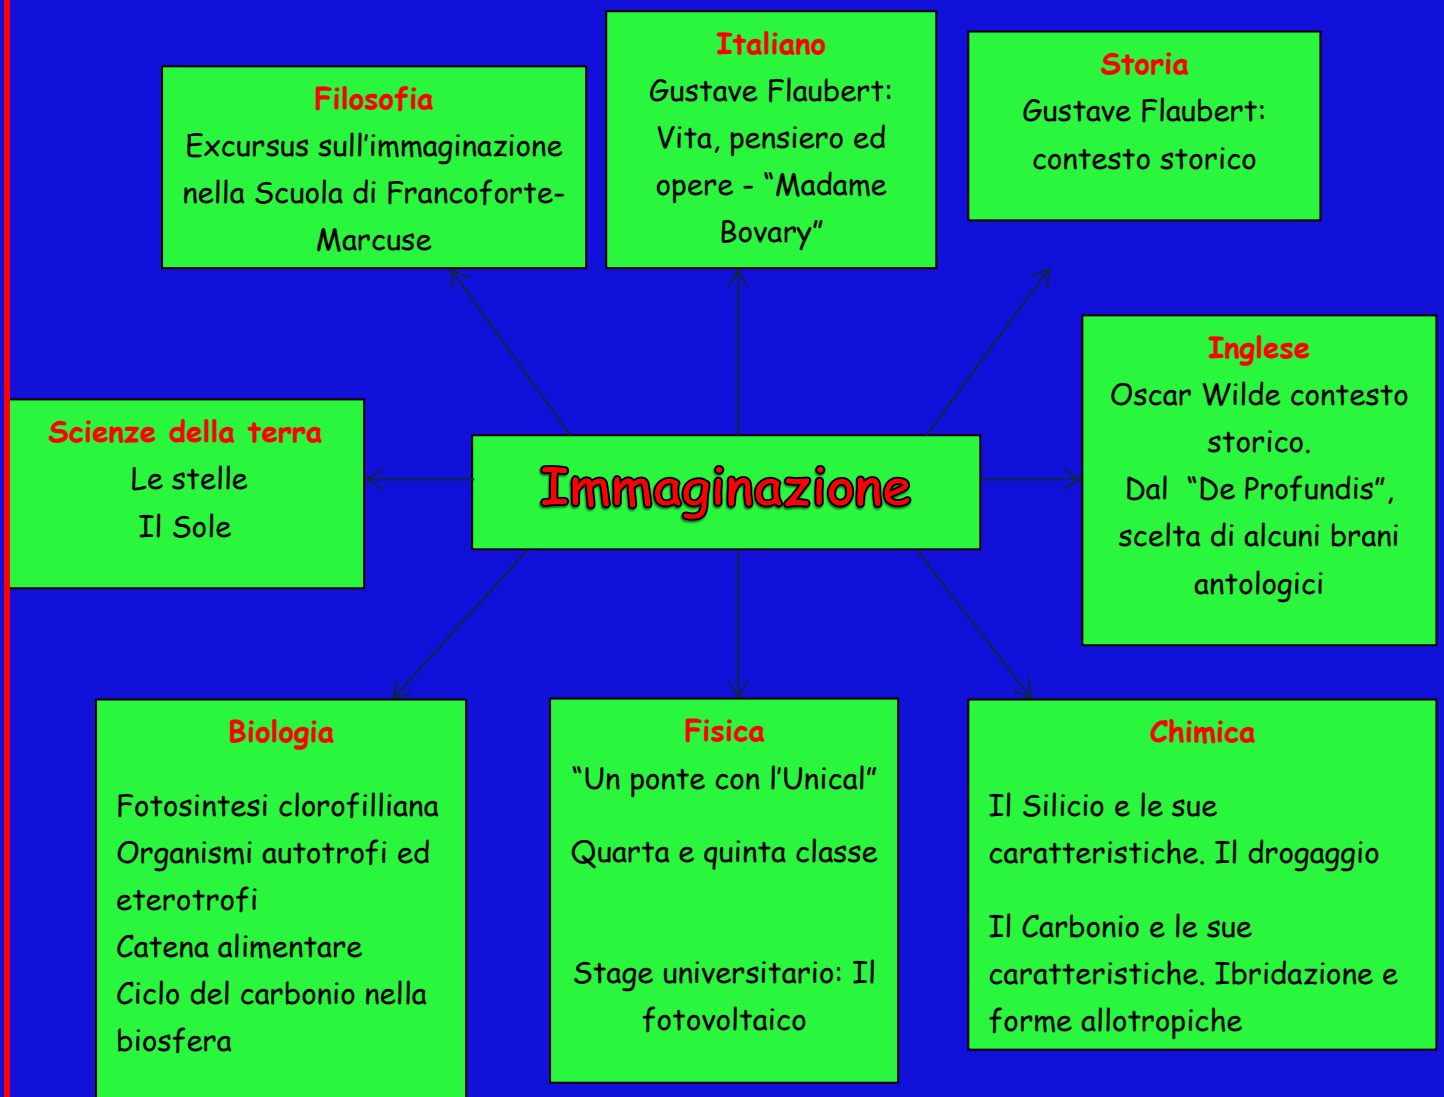 Filosofia
Excursus sull'immaginazione
nella Scuola di Francoforte-
Marcuse
Italiano
Gustave Flaubert:
Vita, pensiero ed
opere - “Madame
Bovary”
Storia
Gustave Flaubert:
contesto storico
Inglese
Oscar Wilde contesto
storico.
Dal “De Profundis”,
scelta di alcuni brani
antologici
Scienze della terra
Le stelle
Il Sole
Immaginazione
Biologia
Fotosintesi clorofilliana
Organismi autotrofi ed
eterotrofi
Catena alimentare
Ciclo del carbonio nella
biosfera
Fisica
“Un ponte con l'Unical”
Quarta e quinta classe
Stage universitario: Il
fotovoltaico
Chimica
Il Silicio e le sue
caratteristiche. Il drogaggio
Il Carbonio e le sue
caratteristiche. Ibridazione e
forme allotropiche